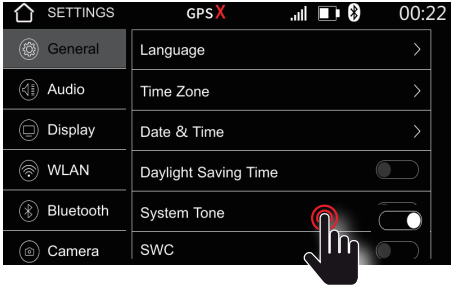 SETTINGS GPSX 00:22
General
Language
Audio
Time Zone
Display
Date & Time
WLAN
Daylight Saving Time
Bluetooth
System Tone
Camera
SWC